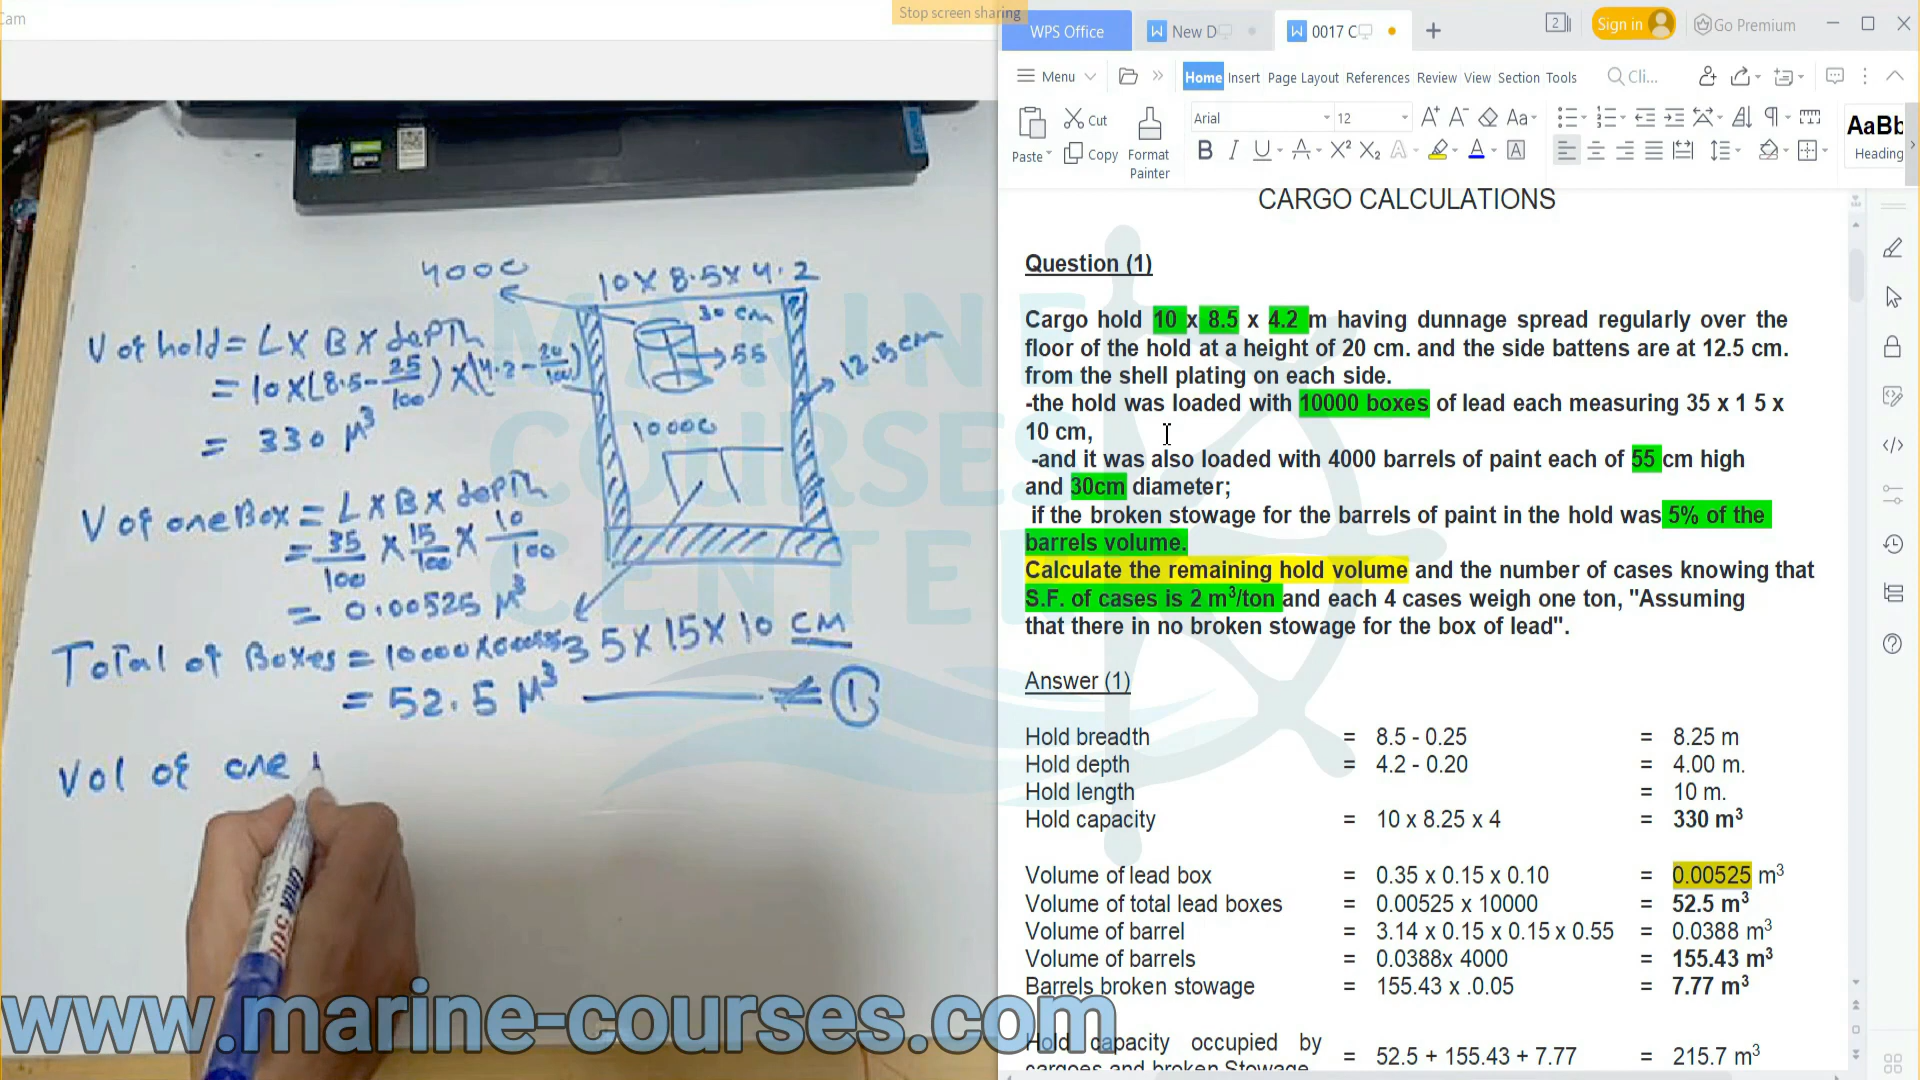 Cam
Stop screen sharing
WPS Office
New D
0017 C
2
Sign in
Go Premium
Menu
Home
Insert
Page Layout
References
Review
View
Section
Tools
Cli...
Paste
Cut
Copy
Format
Painter
Arial
12
AaBb
Heading
4000
10 X 8.5 X 4.2
30 cm
55
12.5 cm
1000
V of hold = L X B X depth
= 10 X (8.5 - 25/100) X (4.2 - 20/100)
= 330 M³
V of one Box = L X B X depth
= 35/100 X 15/100 X 10/100
= 0.00525 M³
35 X 15 X 10 CM
Total of Boxes = 10000 X
= 52.5 M³ 1
Vol of one
MARINE
COURSES
CENTER
www.marine-courses.com
CARGO CALCULATIONS
Question (1)
Cargo hold 10 x 8.5 x 4.2 m having dunnage spread regularly over the
floor of the hold at a height of 20 cm. and the side battens are at 12.5 cm.
from the shell plating on each side.
-the hold was loaded with 10000 boxes of lead each measuring 35 x 1 5 x
10 cm,
-and it was also loaded with 4000 barrels of paint each of 55 cm high
and 30cm diameter;
if the broken stowage for the barrels of paint in the hold was 5% of the
barrels volume.
Calculate the remaining hold volume and the number of cases knowing that
S.F. of cases is 2 m³/ton and each 4 cases weigh one ton, "Assuming
that there in no broken stowage for the box of lead".
Answer (1)
Hold breadth = 8.5 - 0.25 = 8.25 m
Hold depth = 4.2 - 0.20 = 4.00 m.
Hold length = 10 m.
Hold capacity = 10 x 8.25 x 4 = 330 m³
Volume of lead box = 0.35 x 0.15 x 0.10 = 0.00525 m³
Volume of total lead boxes = 0.00525 x 10000 = 52.5 m³
Volume of barrel = 3.14 x 0.15 x 0.15 x 0.55 = 0.0388 m³
Volume of barrels = 0.0388x 4000 = 155.43 m³
Barrels broken stowage = 155.43 x .0.05 = 7.77 m³
Hold capacity occupied by = 52.5 + 155.43 + 7.77 = 215.7 m³
cargoes and broken Stowage